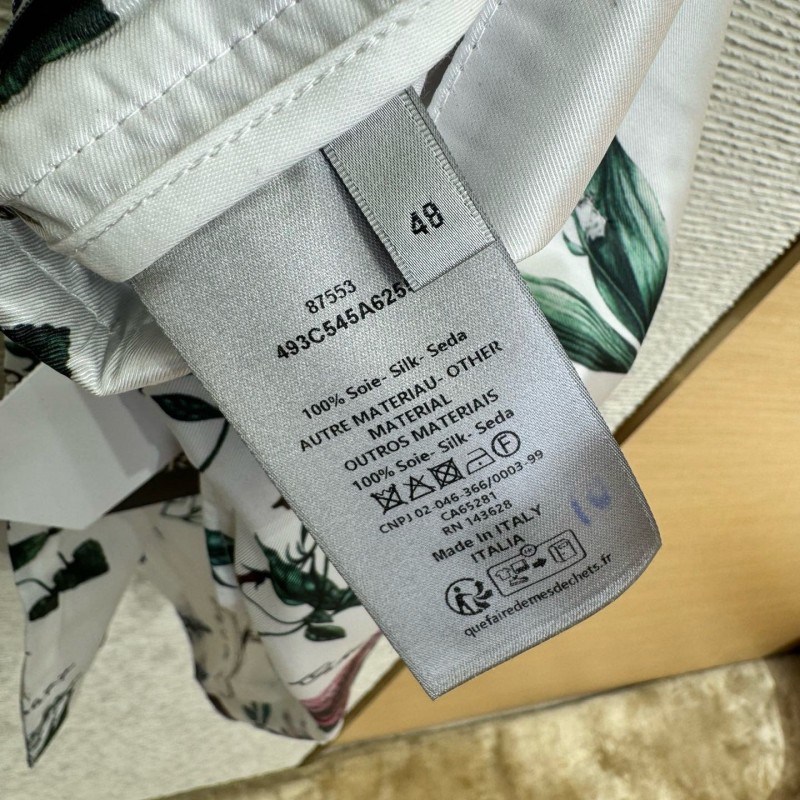 48
87553
493C545A625
100% Soie- Silk- Seda
AUTRE MATERIAU- OTHER
MATERIAL
OUTROS MATERIAIS
100% Soie- Silk- Seda
F
CNPJ 02-046.366/0003-99
CA65281
RN 143628
Made in ITALY
ITALIA
quefairedemesdechets.fr